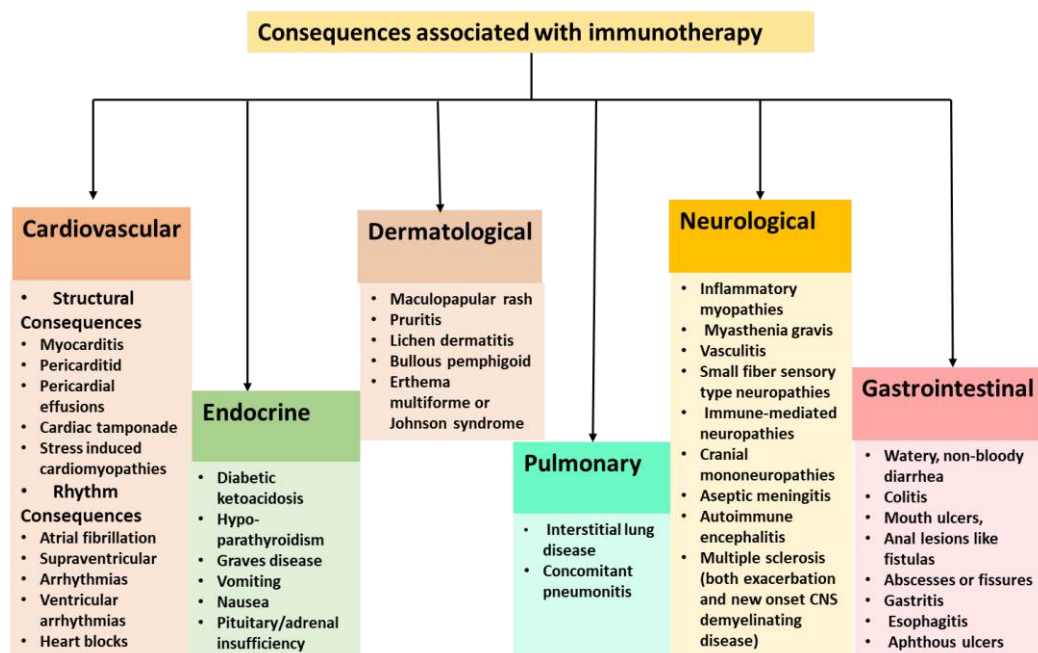 Consequences associated with immunotherapy
Cardiovascular
• Structural
Consequences
• Myocarditis
• Pericarditid
• Pericardial
effusions
• Cardiac tamponade
• Stress induced
cardiomyopathies
• Rhythm
Consequences
• Atrial fibrillation
• Supraventricular
• Arrhythmias
• Ventricular
arrhythmias
• Heart blocks
Endocrine
• Diabetic
ketoacidosis
• Hypo-
parathyroidism
• Graves disease
• Vomiting
• Nausea
• Pituitary/adrenal
insufficiency
Dermatological
• Maculopapular rash
• Pruritis
• Lichen dermatitis
• Bullous pemphigoid
• Erthema
multiforme or
Johnson syndrome
Pulmonary
• Interstitial lung
disease
• Concomitant
pneumonitis
Neurological
• Inflammatory
myopathies
• Myasthenia gravis
• Vasculitis
• Small fiber sensory
type neuropathies
• Immune-mediated
neuropathies
• Cranial
mononeuropathies
• Aseptic meningitis
• Autoimmune
encephalitis
• Multiple sclerosis
(both exacerbation
and new onset CNS
demyelinating
disease)
Gastrointestinal
• Watery, non-bloody
diarrhea
• Colitis
• Mouth ulcers,
• Anal lesions like
fistulas
• Abscesses or fissures
• Gastritis
• Esophagitis
• Aphthous ulcers